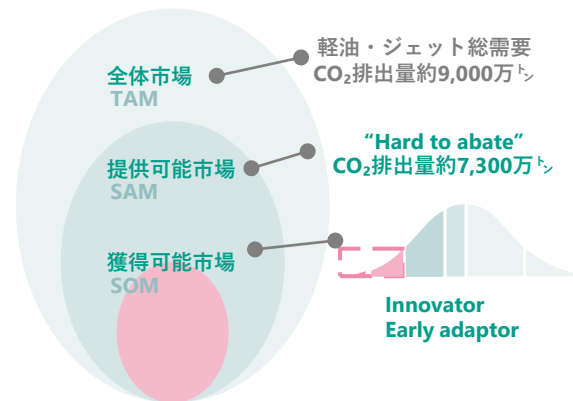 軽油・ジェット総需要
CO₂排出量約9,000万㌧
全体市場
TAM
“Hard to abate”
CO₂排出量約7,300万㌧
提供可能市場
SAM
獲得可能市場
SOM
Innovator
Early adaptor